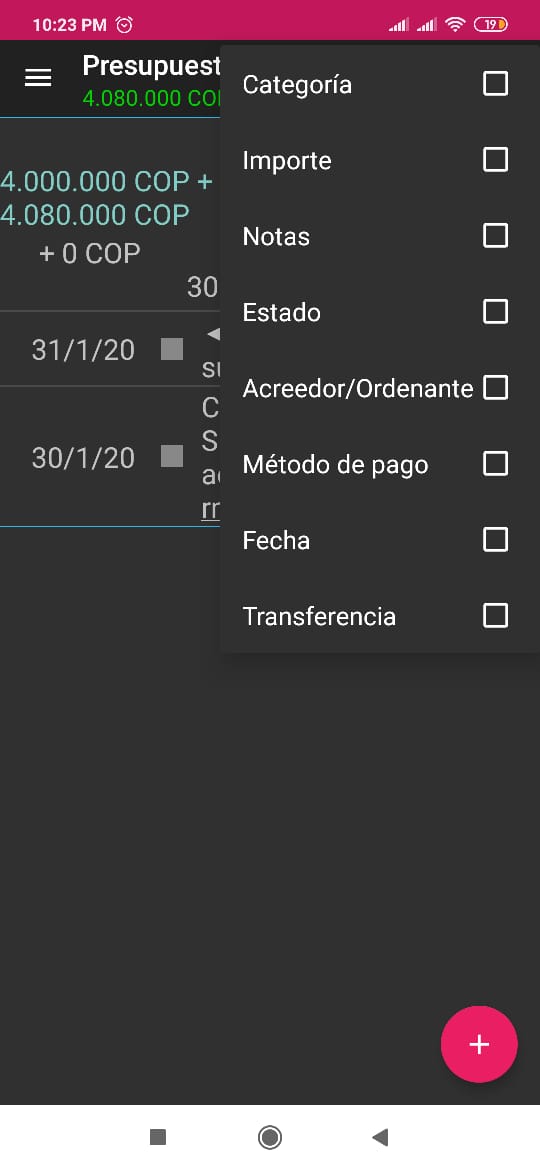 10:23 PM
19
Presupuest
4.080.000 CO
4.000.000 COP +
4.080.000 COP
+ 0 COP
30
31/1/20
30/1/20
C
S
Categoría
Importe
Notas
Estado
Acreedor/Ordenante
Método de pago
Fecha
Transferencia
+